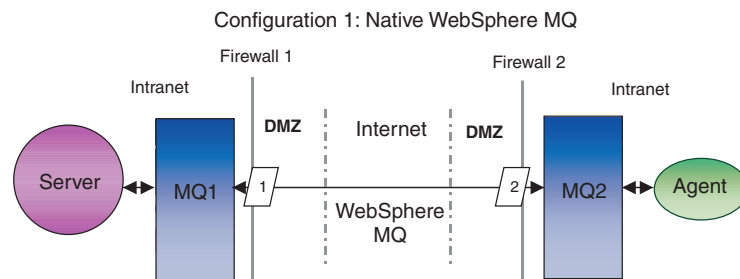 Configuration 1: Native WebSphere MQ
Firewall 1
Firewall 2
Intranet
Intranet
DMZ
Internet
DMZ
Server
MQ1
1
2
MQ2
Agent
WebSphere
MQ